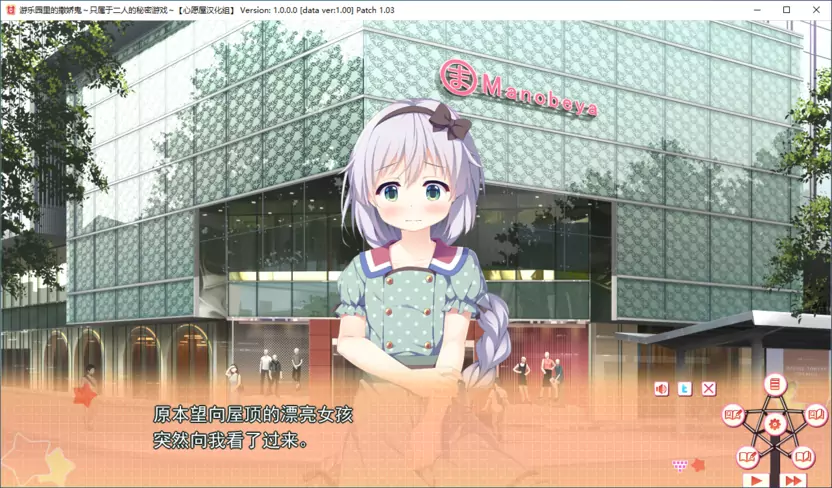 游乐园里的撒娇鬼～只属于二人的秘密游戏～【心愿屋汉化组】 Version: 1.0.0.0 [data ver:1.00] Patch 1.03
ま Manobeya
原本望向屋顶的漂亮女孩
突然向我看了过来。